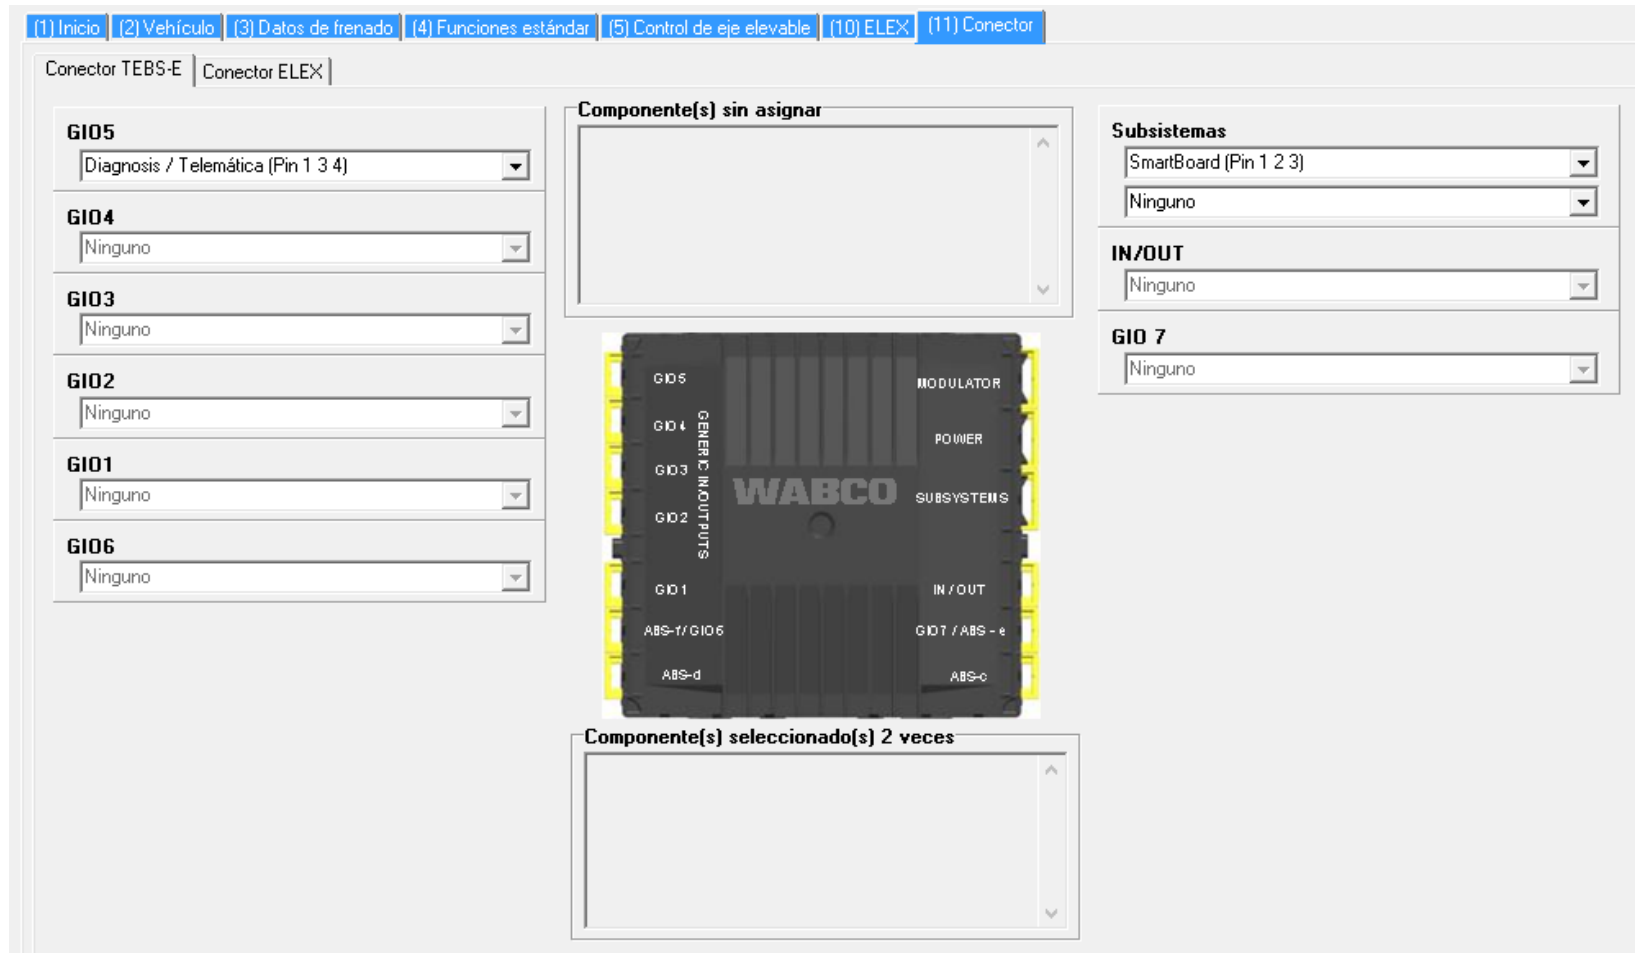 (1) Inicio (2) Vehículo (3) Datos de frenado (4) Funciones estándar (5) Control de eje elevable (10) ELEX (11) Conector
Conector TEBS-E Conector ELEX
GIO5
Diagnosis / Telemática (Pin 1 3 4)
GIO4
Ninguno
GIO3
Ninguno
GIO2
Ninguno
GIO1
Ninguno
GIO6
Ninguno
Componente(s) sin asignar
GIO5
GIO4
GIO3
GIO2
GENERIC IN/OUTPUTS
GIO1
ABS-f/GIO6
ABS-d
WABCO
MODULATOR
POWER
SUBSYSTEMS
IN/OUT
GIO7/ABS-e
ABS-c
Componente(s) seleccionado(s) 2 veces
Subsistemas
SmartBoard (Pin 1 2 3)
Ninguno
IN/OUT
Ninguno
GIO 7
Ninguno